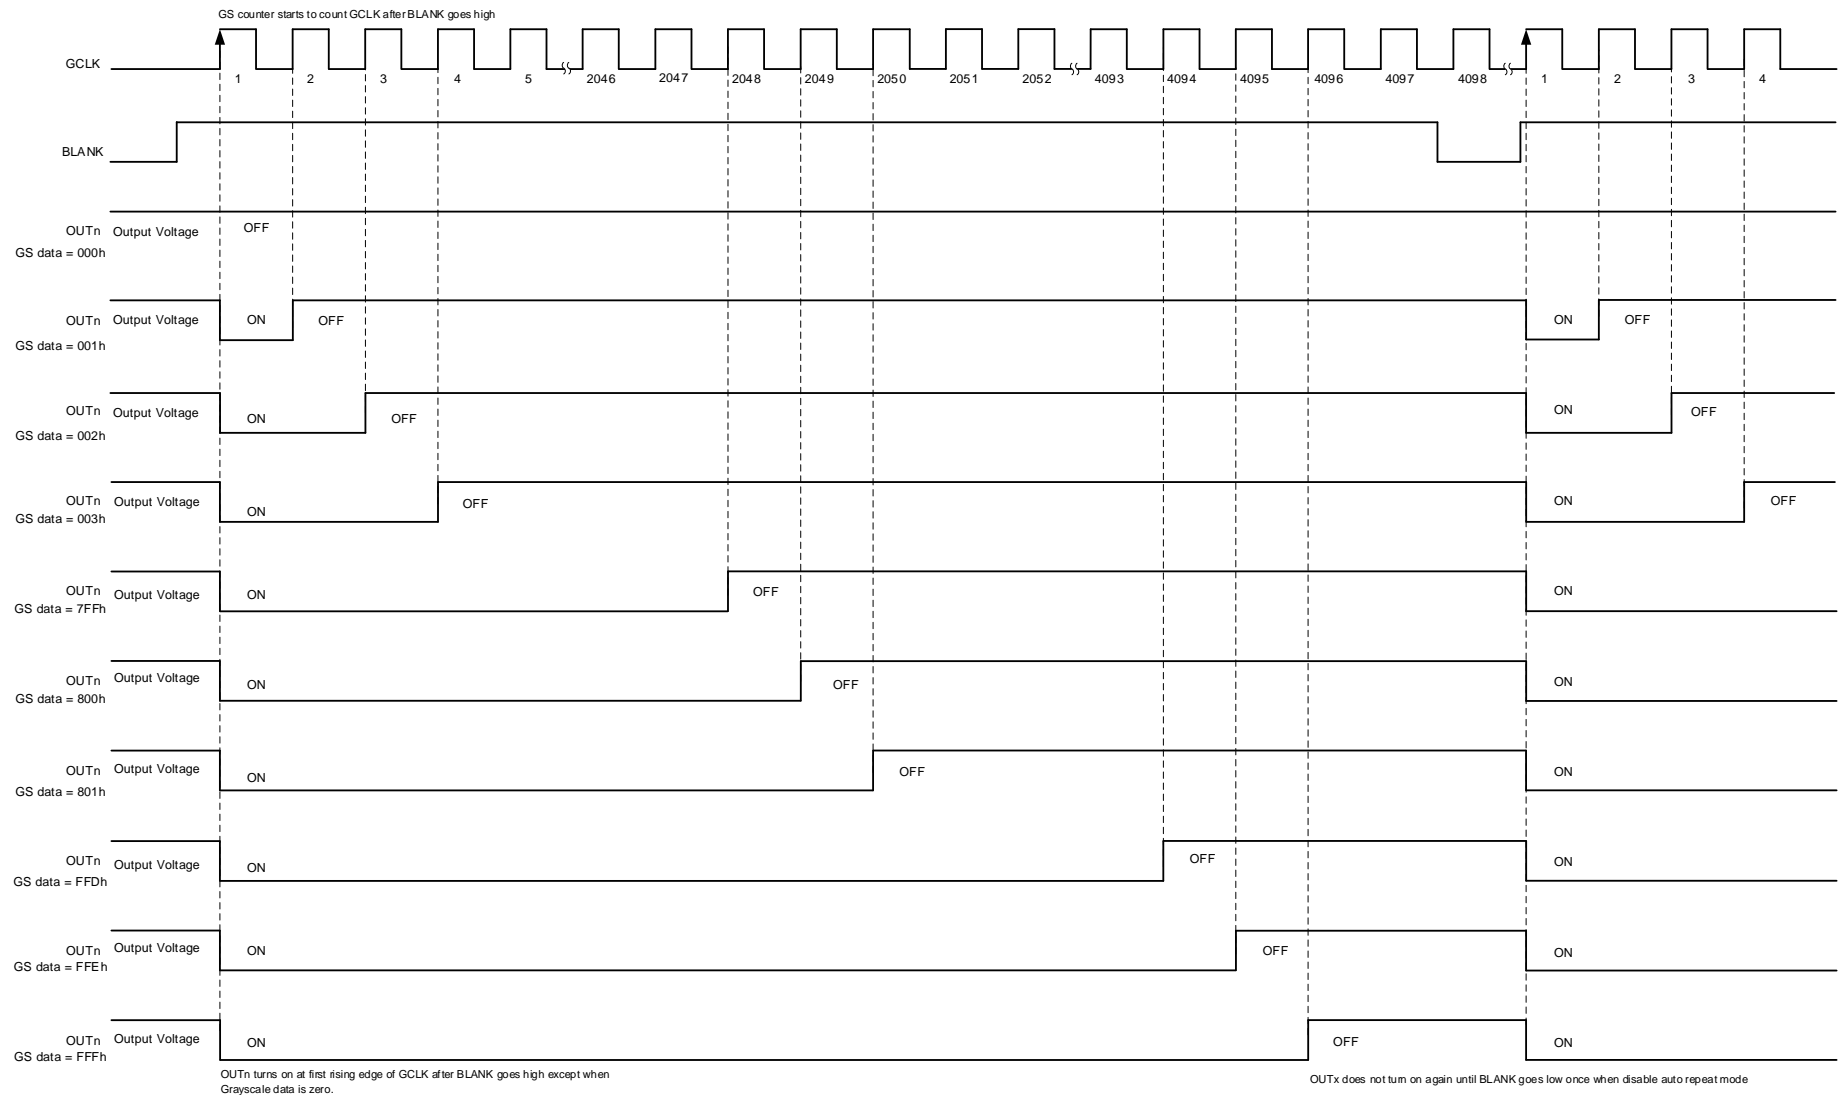 GS counter starts to count GCLK after BLANK goes high
GCLK
1 2 3 4 5 2046 2047 2048 2049 2050 2051 2052 4093 4094 4095 4096 4097 4098 1 2 3 4
BLANK
OUTn Output Voltage OFF
GS data = 000h
OUTn Output Voltage ON OFF ON OFF
GS data = 001h
OUTn Output Voltage ON OFF ON OFF
GS data = 002h
OUTn Output Voltage ON OFF ON OFF
GS data = 003h
OUTn Output Voltage ON OFF ON
GS data = 7FFh
OUTn Output Voltage ON OFF ON
GS data = 800h
OUTn Output Voltage ON OFF ON
GS data = 801h
OUTn Output Voltage ON OFF ON
GS data = FFDh
OUTn Output Voltage ON OFF ON
GS data = FFEh
OUTn Output Voltage ON OFF ON
GS data = FFFh
OUTn turns on at first rising edge of GCLK after BLANK goes high except when
Grayscale data is zero.
OUTx does not turn on again until BLANK goes low once when disable auto repeat mode